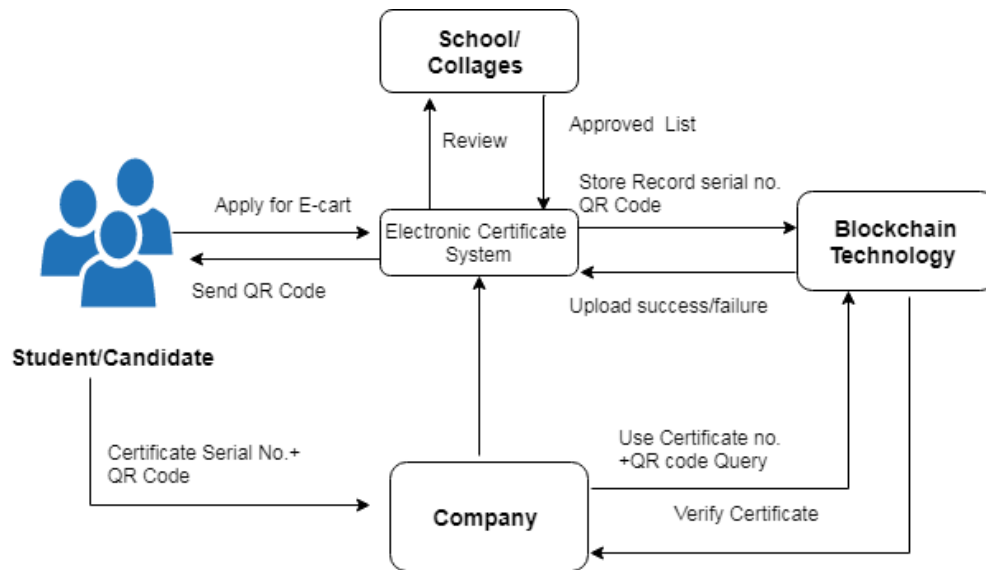 School/
Collages
Review
Approved List
Apply for E-cart
Store Record serial no.
QR Code
Electronic Certificate
System
Blockchain
Technology
Send QR Code
Upload success/failure
Student/Candidate
Certificate Serial No.+
QR Code
Use Certificate no.
+QR code Query
Company
Verify Certificate